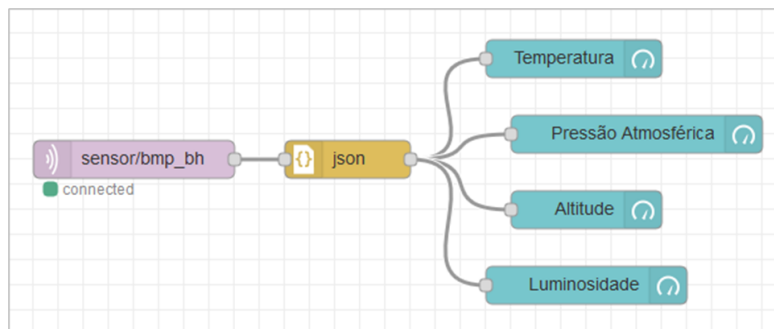 Temperatura
Pressão Atmosférica
sensor/bmp_bh
{} json
connected
Altitude
Luminosidade